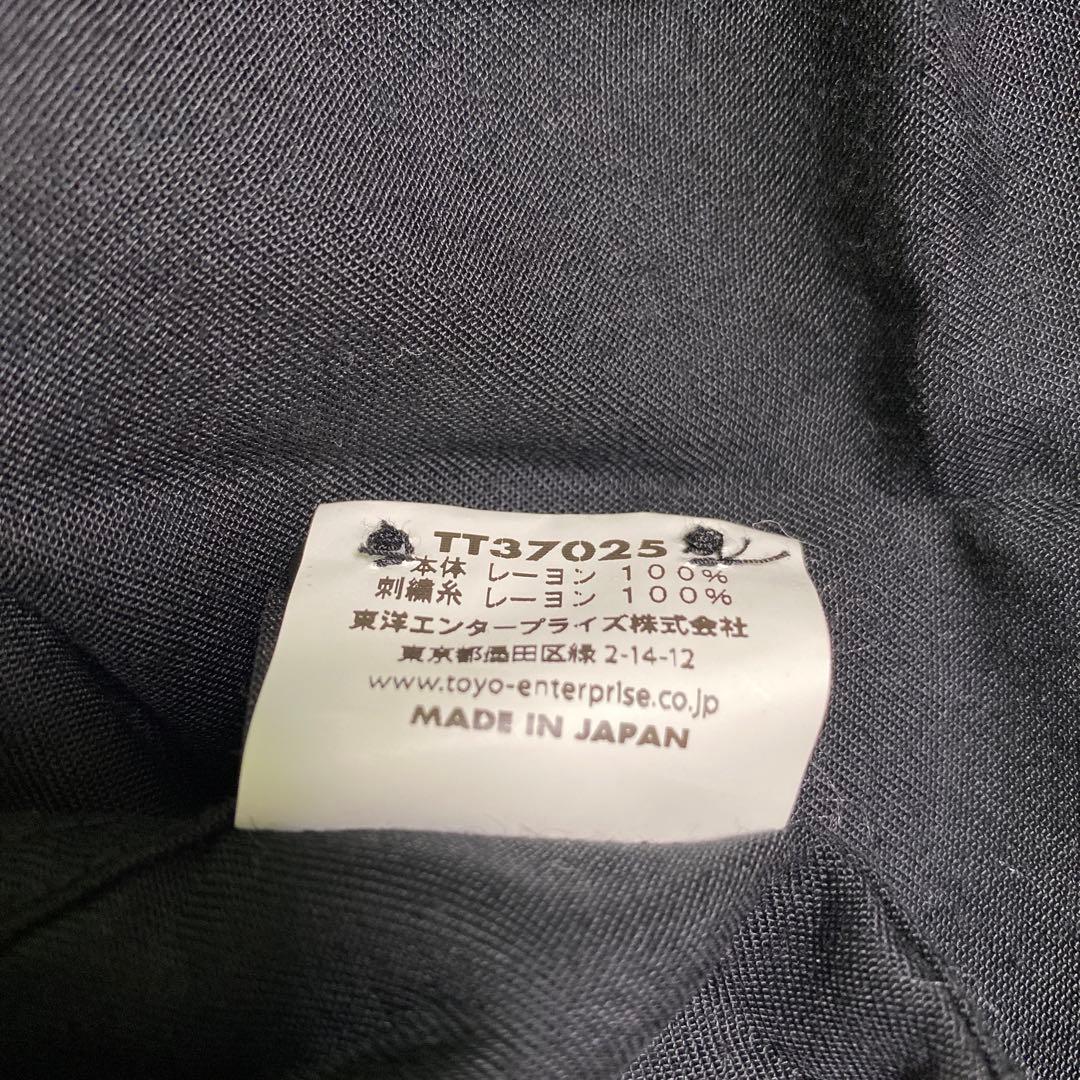 TT37025
本体 レーヨン 100%
刺繍糸 レーヨン 100%
東洋エンタープライズ株式会社
東京都墨田区緑 2-14-12
www.toyo-enterprise.co.jp
MADE IN JAPAN